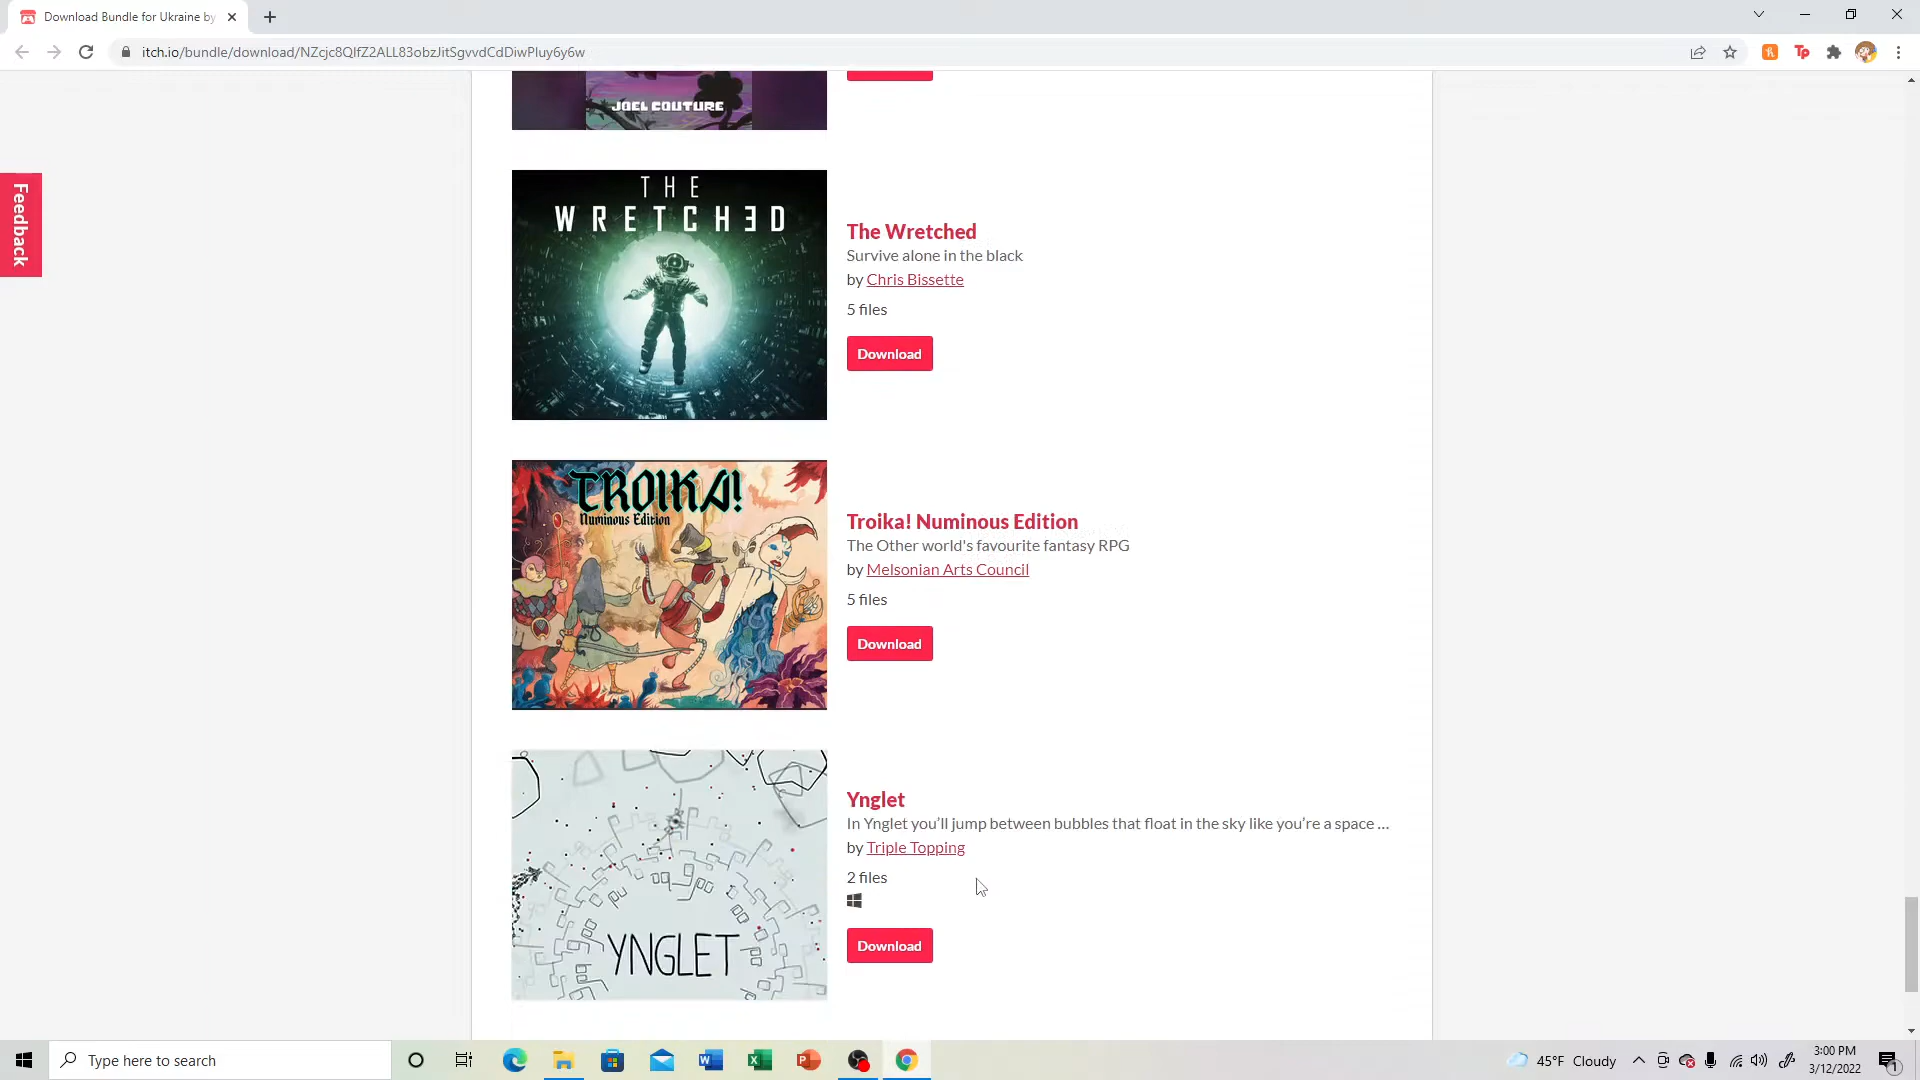 Download Bundle for Ukraine by
itch.io/bundle/download/NZcjc8QlfZ2ALL83obzJitSgvvdCdDiwPluy6y6w
Feedback
JOEL COUTURE
THE
WRETCHƎD
The Wretched
Survive alone in the black
by Chris Bissette
5 files
Download
TROIKA!
Numinous Edition
Troika! Numinous Edition
The Other world's favourite fantasy RPG
by Melsonian Arts Council
5 files
Download
YNGLET
Ynglet
In Ynglet you’ll jump between bubbles that float in the sky like you’re a space ...
by Triple Topping
2 files
Download
Type here to search
45°F Cloudy
3:00 PM
3/12/2022
1